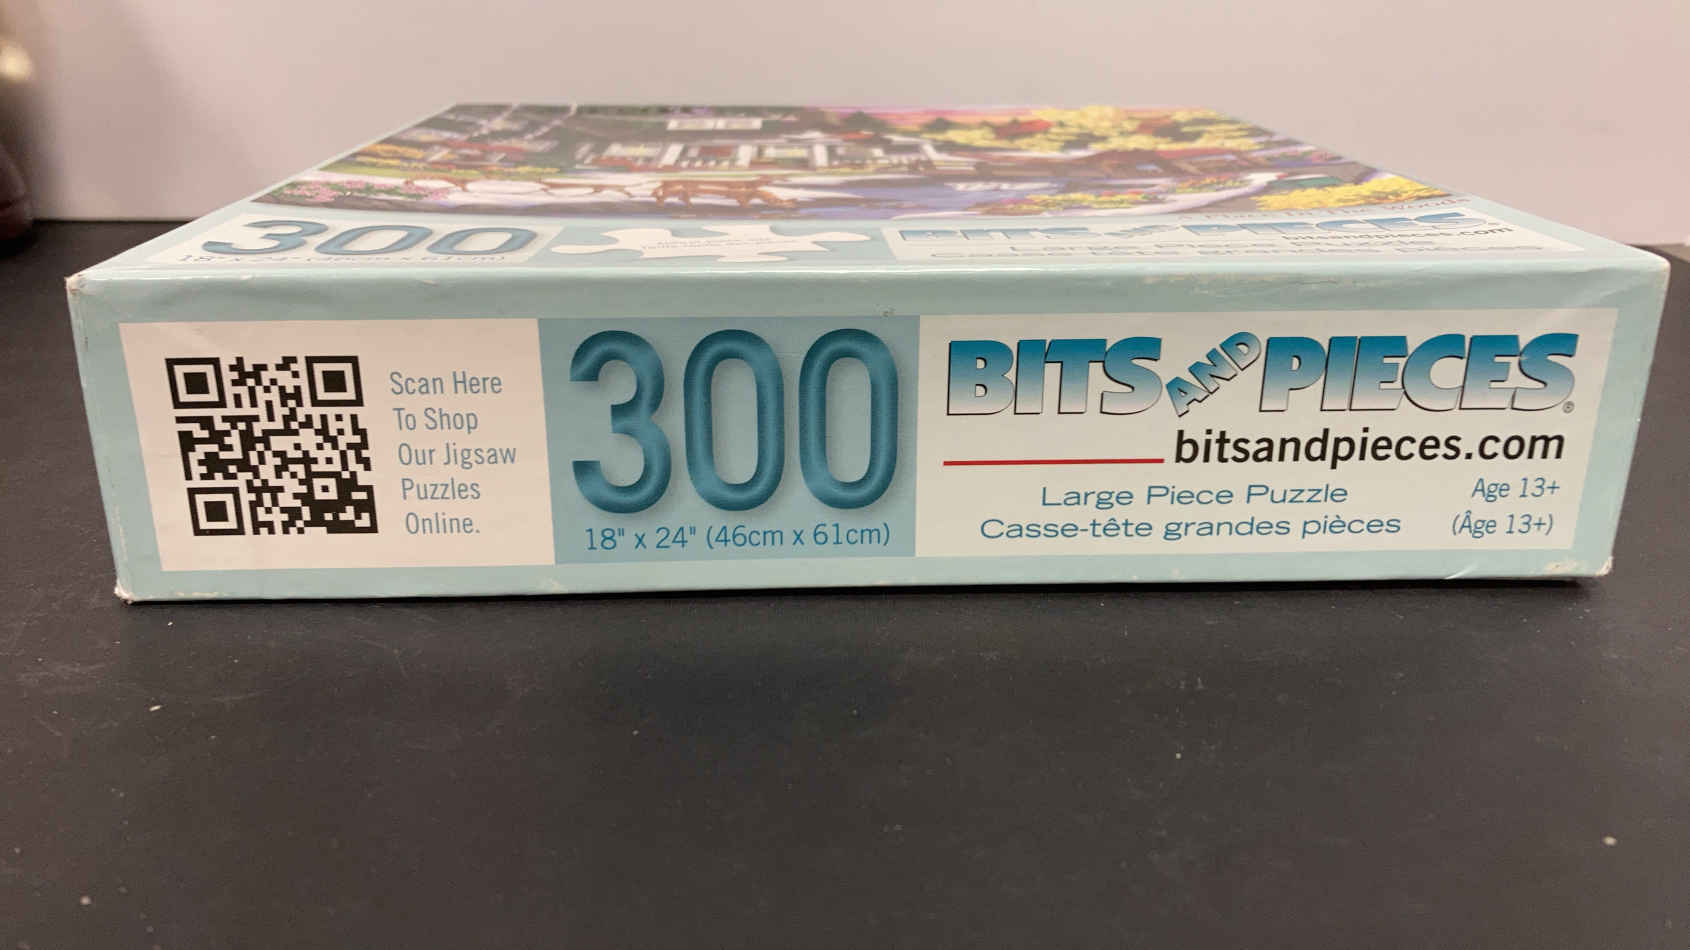 300
BITS AND PIECES
bitsandpieces.com
Large Piece Puzzle
Casse-tête grandes pièces
Scan Here
To Shop
Our Jigsaw
Puzzles
Online.
300
18" x 24" (46cm x 61cm)
BITS AND PIECES®
bitsandpieces.com
Large Piece Puzzle
Casse-tête grandes pièces
Age 13+
(Âge 13+)